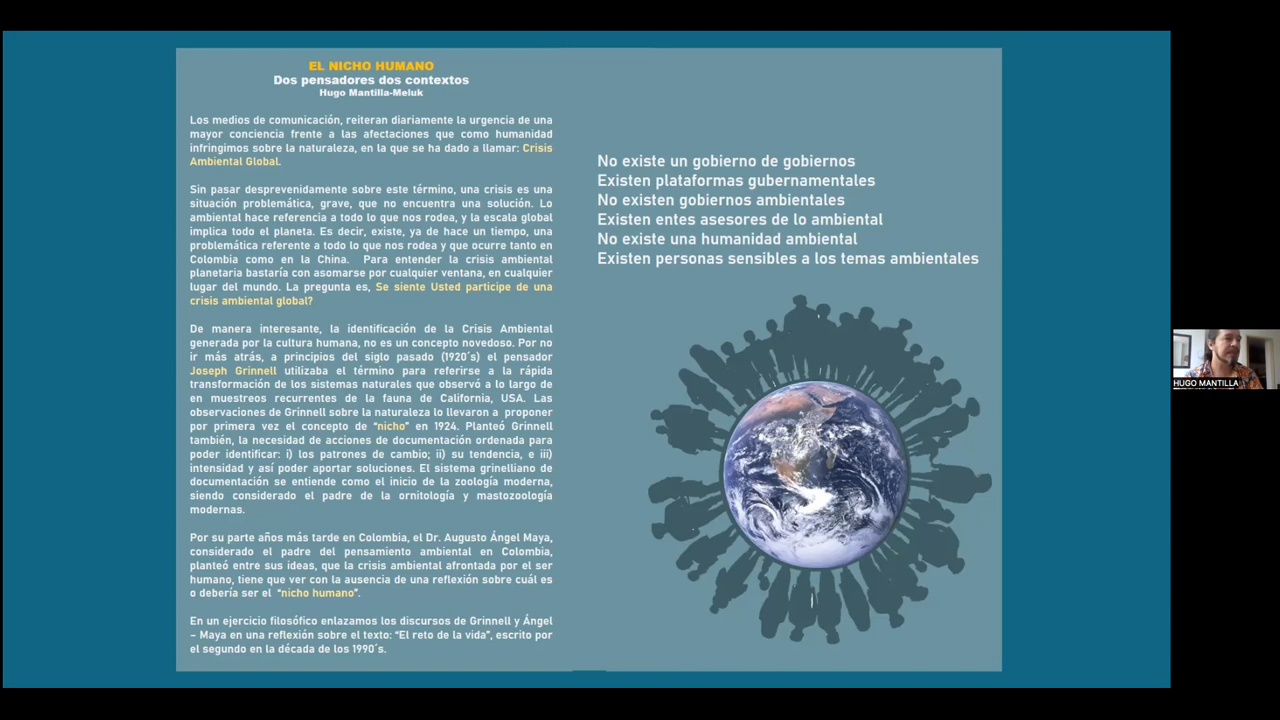 EL NICHO HUMANO
Dos pensadores dos contextos
Hugo Mantilla-Meluk
Los medios de comunicación, reiteran diariamente la urgencia de una
mayor conciencia frente a las afectaciones que como humanidad
infringimos sobre la naturaleza, en la que se ha dado a llamar: Crisis
Ambiental Global.
Sin pasar desprevenidamente sobre este término, una crisis es una
situación problemática, grave, que no encuentra una solución. Lo
ambiental hace referencia a todo lo que nos rodea, y la escala global
implica todo el planeta. Es decir, existe, ya de hace un tiempo, una
problemática referente a todo lo que nos rodea y que ocurre tanto en
Colombia como en la China. Para entender la crisis ambiental
planetaria bastaría con asomarse por cualquier ventana, en cualquier
lugar del mundo. La pregunta es, Se siente Usted participe de una
crisis ambiental global?
De manera interesante, la identificación de la Crisis Ambiental
generada por la cultura humana, no es un concepto novedoso. Por no
ir más atrás, a principios del siglo pasado (1920´s) el pensador
Joseph Grinnell utilizaba el término para referirse a la rápida
transformación de los sistemas naturales que observó a lo largo de
en muestreos recurrentes de la fauna de California, USA. Las
observaciones de Grinnell sobre la naturaleza lo llevaron a proponer
por primera vez el concepto de “nicho” en 1924. Planteó Grinnell
también, la necesidad de acciones de documentación ordenada para
poder identificar: i) los patrones de cambio; ii) su tendencia, e iii)
intensidad y así poder aportar soluciones. El sistema grinelliano de
documentación se entiende como el inicio de la zoología moderna,
siendo considerado el padre de la ornitología y mastozoología
modernas.
Por su parte años más tarde en Colombia, el Dr. Augusto Ángel Maya,
considerado el padre del pensamiento ambiental en Colombia,
planteó entre sus ideas, que la crisis ambiental afrontada por el ser
humano, tiene que ver con la ausencia de una reflexión sobre cuál es
o debería ser el “nicho humano”.
En un ejercicio filosófico enlazamos los discursos de Grinnell y Ángel
– Maya en una reflexión sobre el texto: “El reto de la vida”, escrito por
el segundo en la década de los 1990´s.
No existe un gobierno de gobiernos
Existen plataformas gubernamentales
No existen gobiernos ambientales
Existen entes asesores de lo ambiental
No existe una humanidad ambiental
Existen personas sensibles a los temas ambientales
HUGO MANTILLA